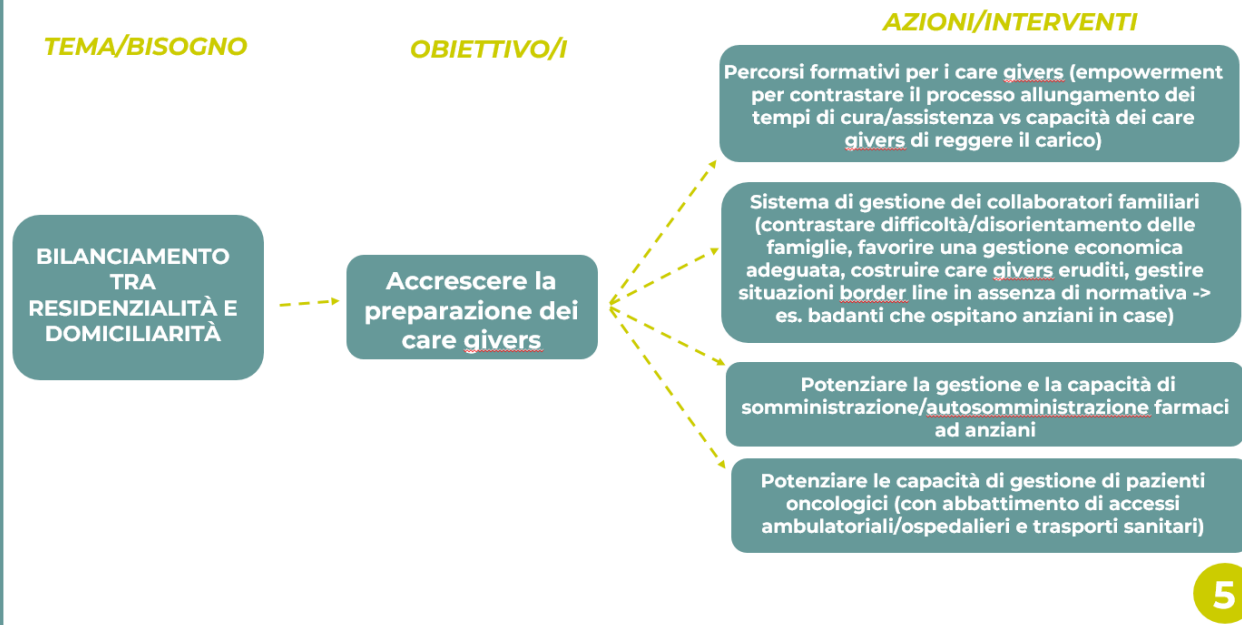 TEMA/BISOGNO
OBIETTIVO/I
AZIONI/INTERVENTI
BILANCIAMENTO
TRA
RESIDENZIALITÀ E
DOMICILIARITÀ
Accrescere la
preparazione dei
care givers
Percorsi formativi per i care givers (empowerment
per contrastare il processo allungamento dei
tempi di cura/assistenza vs capacità dei care
givers di reggere il carico)
Sistema di gestione dei collaboratori familiari
(contrastare difficoltà/disorientamento delle
famiglie, favorire una gestione economica
adeguata, costruire care givers eruditi, gestire
situazioni border line in assenza di normativa ->
es. badanti che ospitano anziani in case)
Potenziare la gestione e la capacità di
somministrazione/autosomministrazione farmaci
ad anziani
Potenziare le capacità di gestione di pazienti
oncologici (con abbattimento di accessi
ambulatoriali/ospedalieri e trasporti sanitari)
5